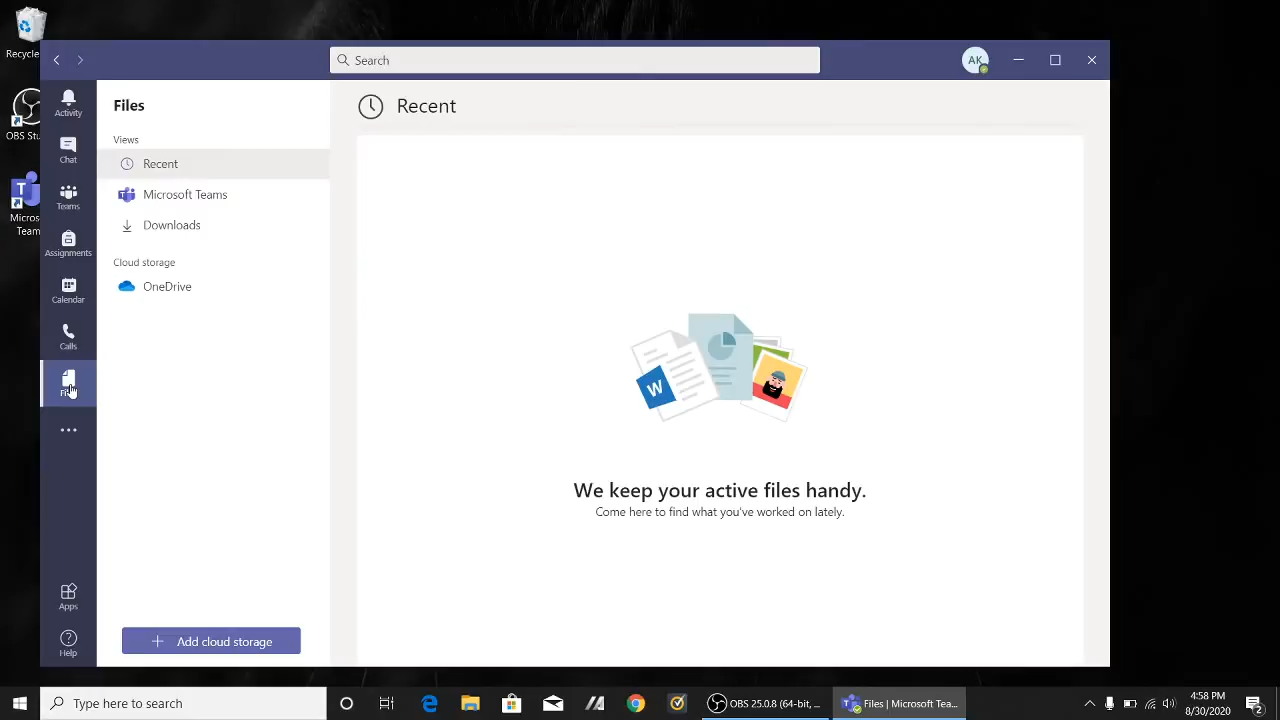 Recycle
OBS Stu
Microso
Team
Search
AK
Activity
Chat
Teams
Assignments
Calendar
Calls
Apps
Help
Files
Views
Recent
Microsoft Teams
Downloads
Cloud storage
OneDrive
Add cloud storage
Recent
W
We keep your active files handy.
Come here to find what you've worked on lately.
Type here to search
OBS 25.0.8 (64-bit, ...
Files | Microsoft Tea...
4:58 PM
8/30/2020
2